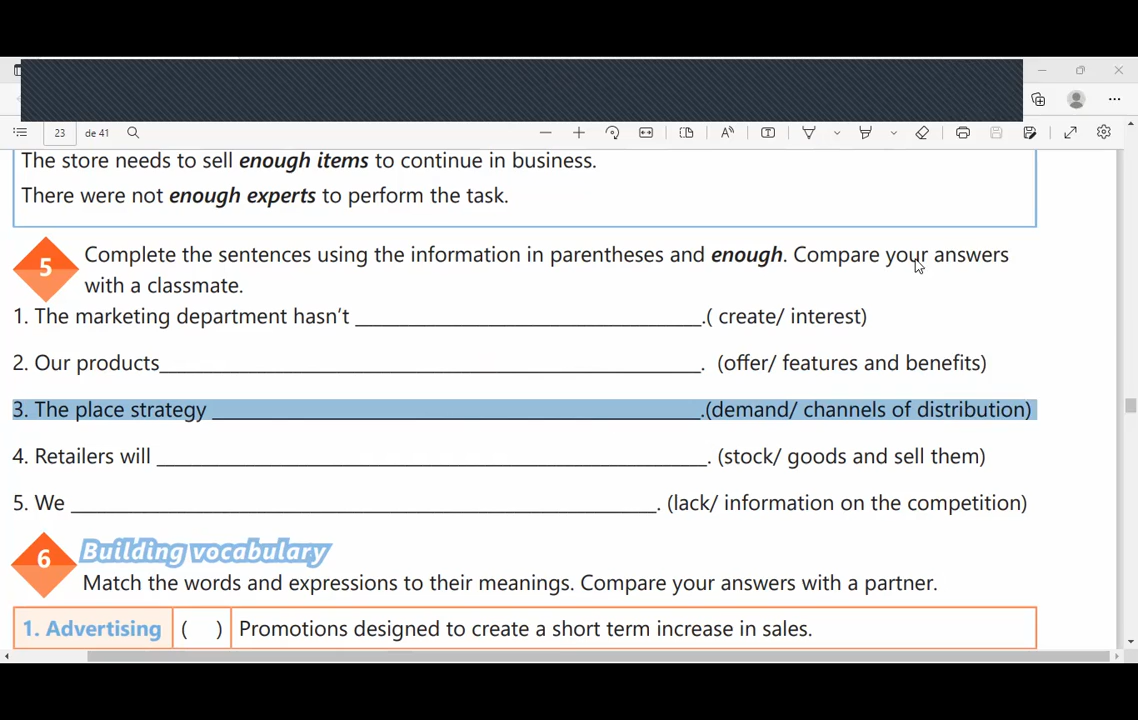 23 de 41
The store needs to sell enough items to continue in business.
There were not enough experts to perform the task.
5 Complete the sentences using the information in parentheses and enough. Compare your answers
with a classmate.
1. The marketing department hasn't ________________________________.( create/ interest)
2. Our products__________________________________________________. (offer/ features and benefits)
3. The place strategy _____________________________________________.(demand/ channels of distribution)
4. Retailers will ___________________________________________________. (stock/ goods and sell them)
5. We ______________________________________________________. (lack/ information on the competition)
6 Building vocabulary
Match the words and expressions to their meanings. Compare your answers with a partner.
1. Advertising ( ) Promotions designed to create a short term increase in sales.